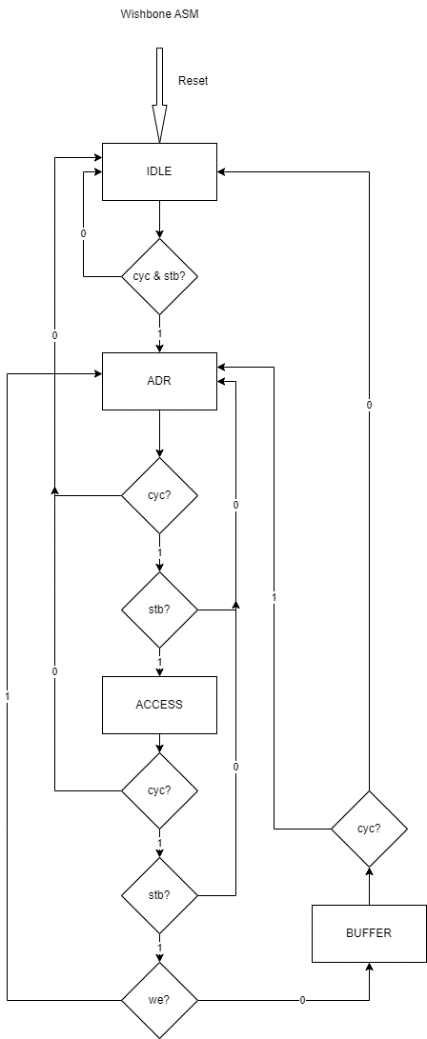 Wishbone ASM
Reset
IDLE
0
cyc & stb?
1
0
ADR
0
cyc?
0
1
stb?
1
1
0
ACCESS
1
0
cyc?
cyc?
1
stb?
BUFFER
1
we?
0